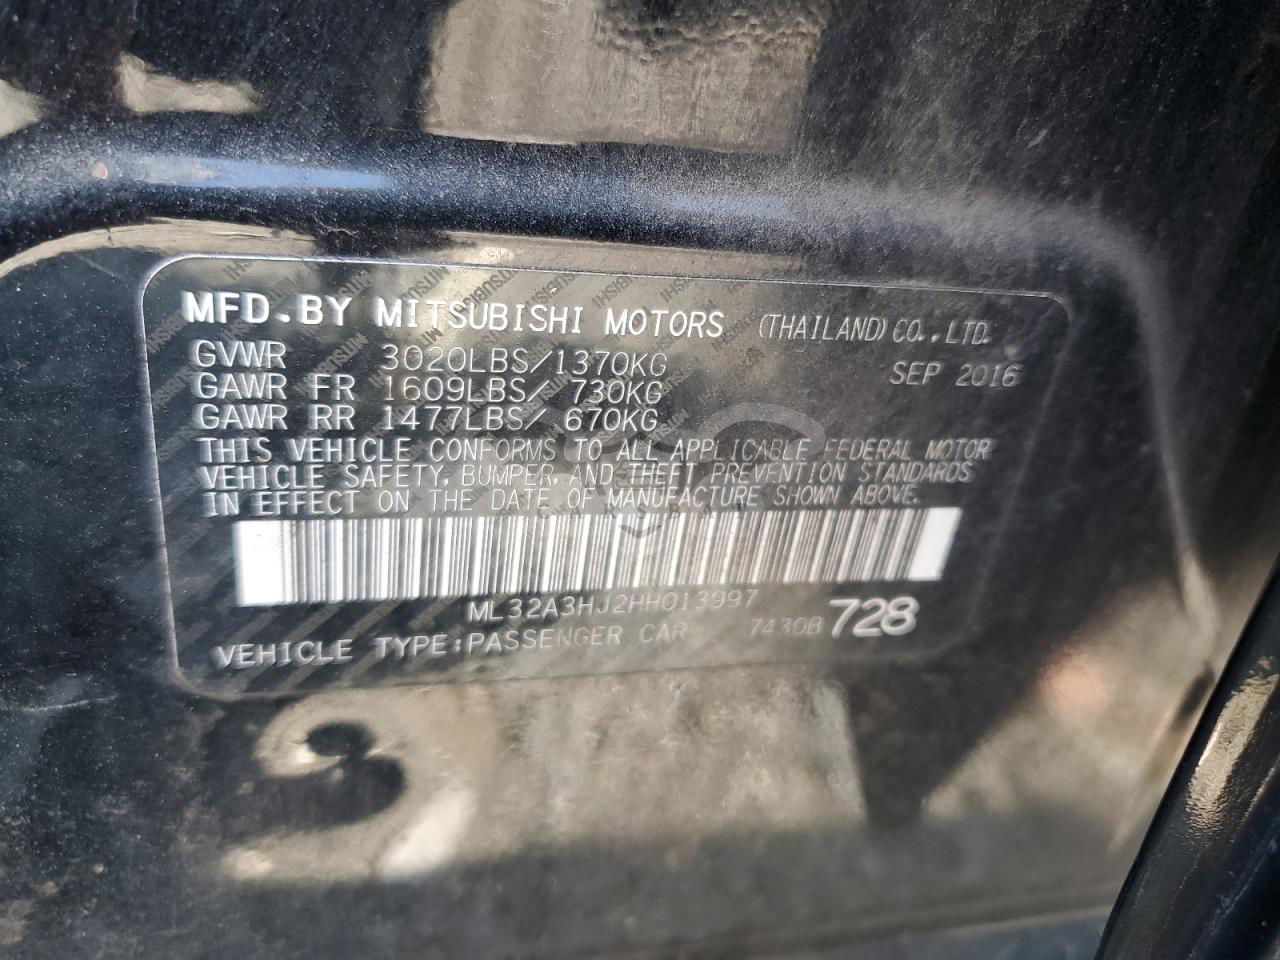 MFD.BY MITSUBISHI MOTORS (THAILAND)CO.,LTD.
GVWR 3020LBS/1370KG SEP 2016
GAWR FR 1609LBS/ 730KG
GAWR RR 1477LBS/ 670KG
THIS VEHICLE CONFORMS TO ALL APPLICABLE FEDERAL MOTOR
VEHICLE SAFETY, BUMPER, AND THEFT PREVENTION STANDARDS
IN EFFECT ON THE DATE OF MANUFACTURE SHOWN ABOVE.
ML32A3HJ2HH013997
VEHICLE TYPE:PASSENGER CAR 7430B 728